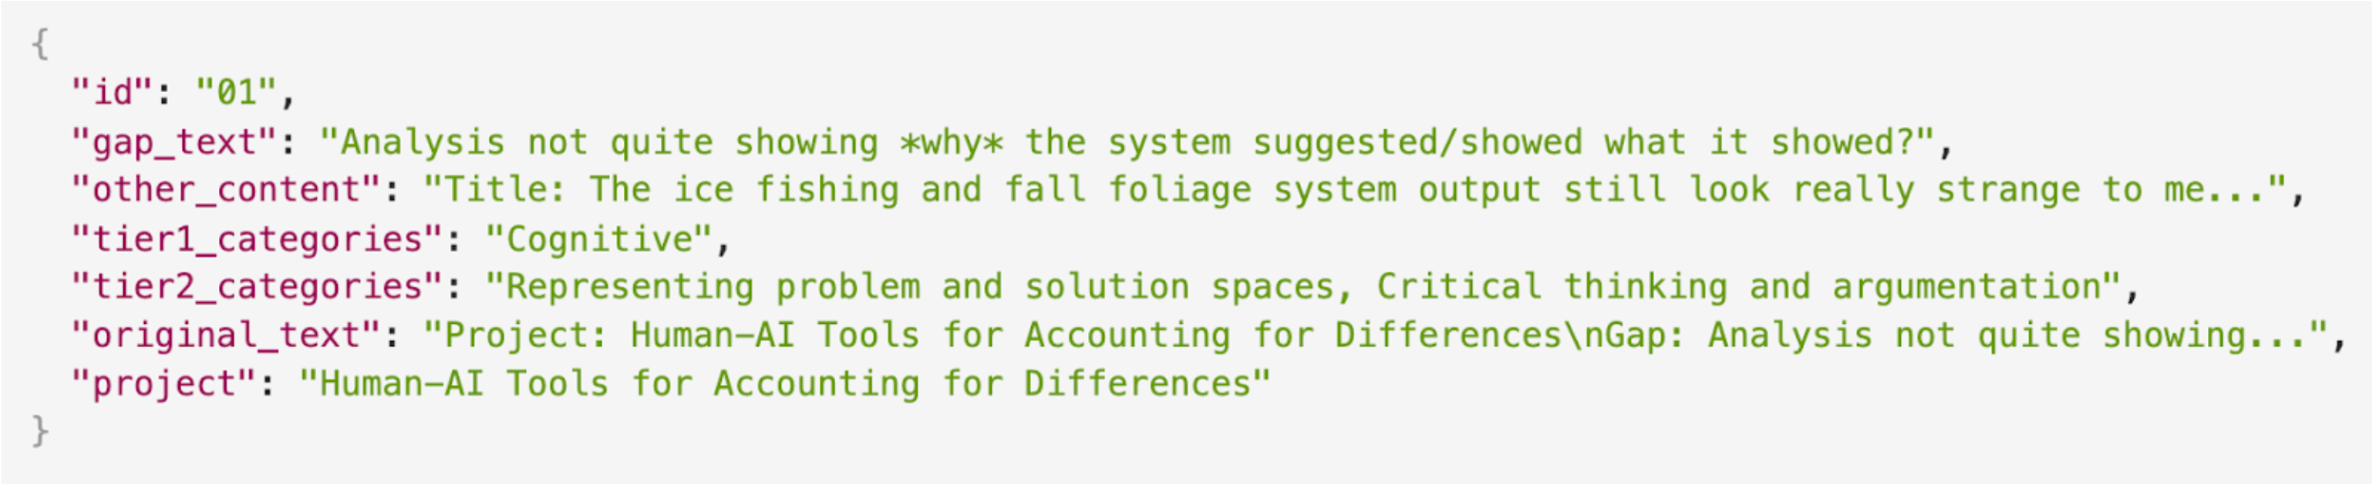 {
"id": "01",
"gap_text": "Analysis not quite showing *why* the system suggested/showed what it showed?",
"other_content": "Title: The ice fishing and fall foliage system output still look really strange to me...",
"tier1_categories": "Cognitive",
"tier2_categories": "Representing problem and solution spaces, Critical thinking and argumentation",
"original_text": "Project: Human-AI Tools for Accounting for Differences\nGap: Analysis not quite showing...",
"project": "Human-AI Tools for Accounting for Differences"
}